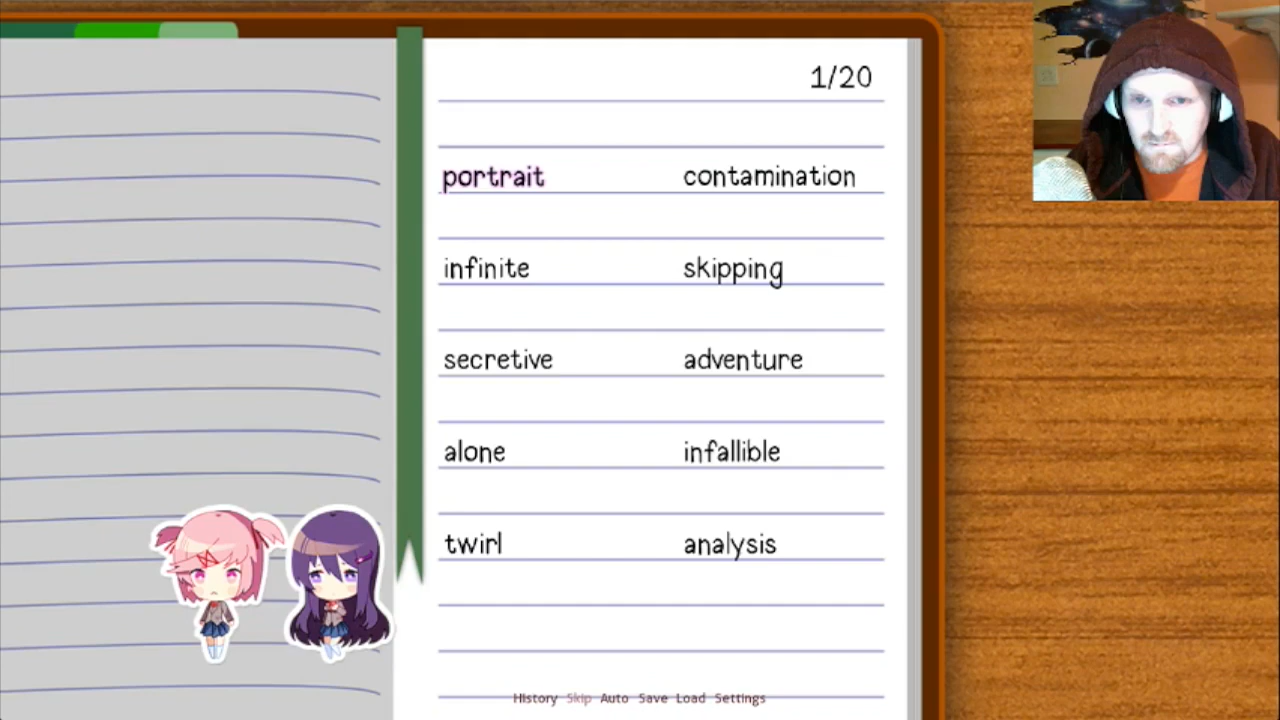 1/20
portrait contamination
infinite skipping
secretive adventure
alone infallible
twirl analysis
History Skip Auto Save Load Settings